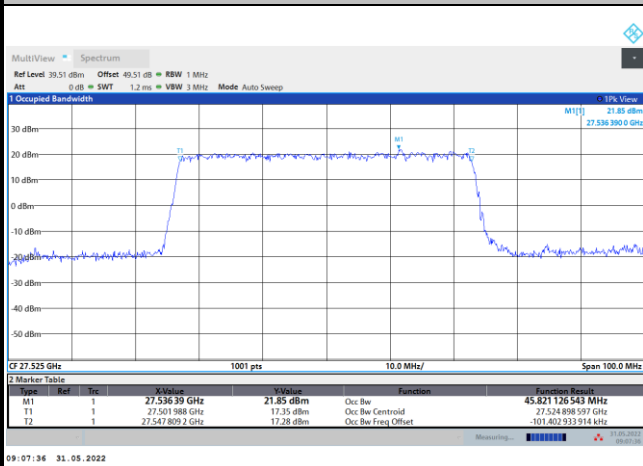 MultiView Spectrum
Ref Level 39.51 dBm Offset 49.51 dB RBW 1 MHz
Att 0 dB SWT 1.2 ms VBW 3 MHz Mode Auto Sweep
1 Occupied Bandwidth 1Pk View
M1[1] 21.85 dBm
27.536 390 0 GHz
30 dBm
M1
T1 T2
20 dBm
10 dBm
0 dBm
-10 dBm
-20 dBm
-30 dBm
-40 dBm
-50 dBm
CF 27.525 GHz 1001 pts 10.0 MHz/ Span 100.0 MHz
2 Marker Table
Type Ref Trc X-Value Y-Value Function Function Result
M1 1 27.536 39 GHz 21.85 dBm Occ Bw 45.821 126 543 MHz
T1 1 27.501 988 GHz 17.35 dBm Occ Bw Centroid 27.524 898 597 GHz
T2 1 27.547 809 2 GHz 17.28 dBm Occ Bw Freq Offset -101.402 933 914 kHz
Measuring... 31.05.2022
09:07:36
09:07:36 31.05.2022